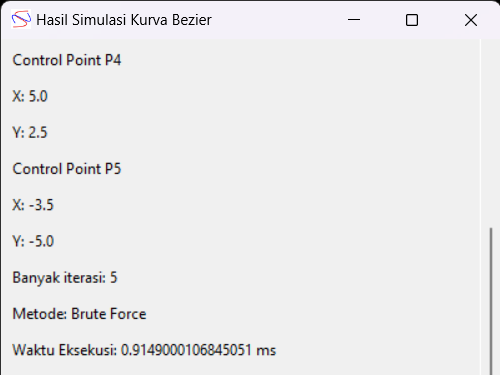 Hasil Simulasi Kurva Bezier
Control Point P4
X: 5.0
Y: 2.5
Control Point P5
X: -3.5
Y: -5.0
Banyak iterasi: 5
Metode: Brute Force
Waktu Eksekusi: 0.9149000106845051 ms